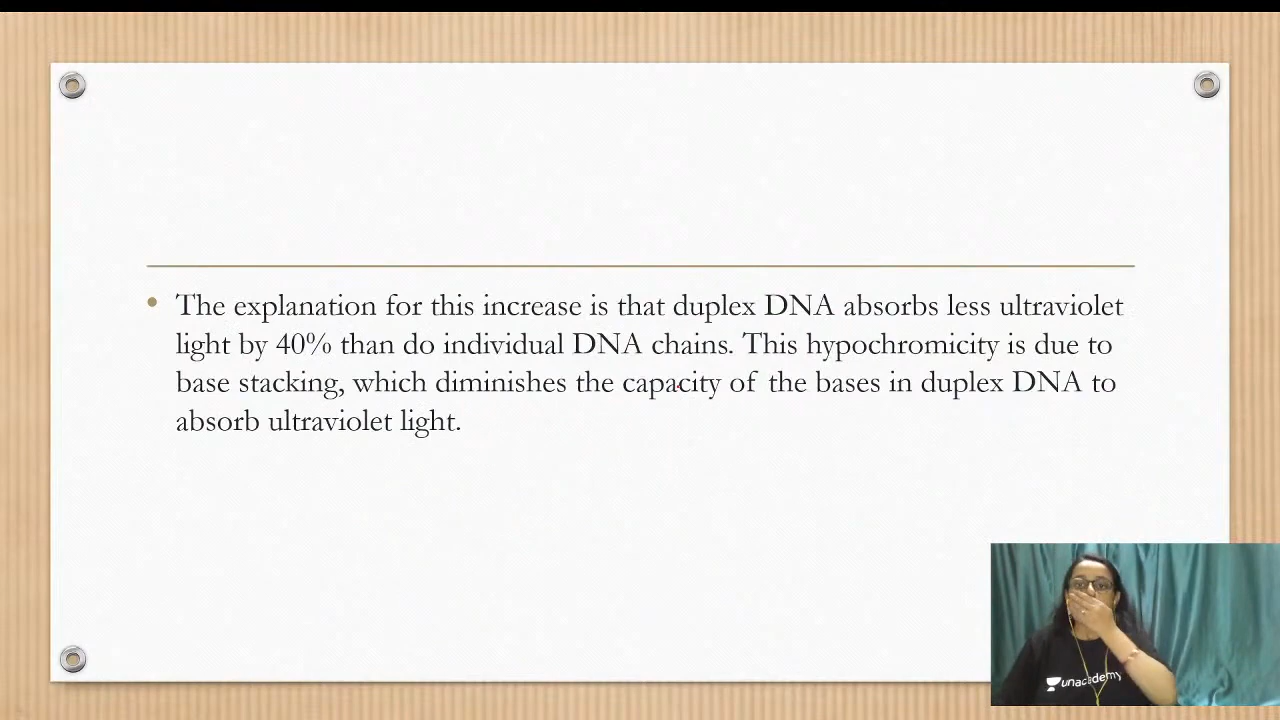 The explanation for this increase is that duplex DNA absorbs less ultraviolet
light by 40% than do individual DNA chains. This hypochromicity is due to
base stacking, which diminishes the capacity of the bases in duplex DNA to
absorb ultraviolet light.
unacademy